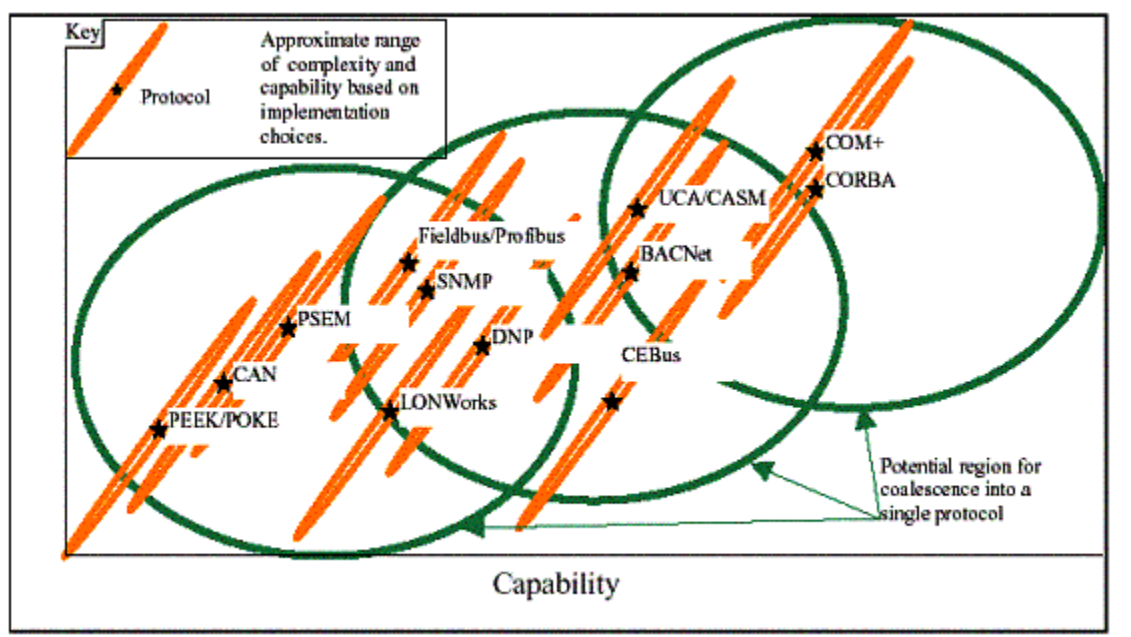 Key
Approximate range
of complexity and
capability based on
implementation
choices.
Protocol
COM+
CORBA
UCA/CASM
Fieldbus/Profibus
BACNet
SNMP
PSEM
DNP
CEBus
CAN
LONWorks
PEEK/POKE
Potential region for
coalescence into a
single protocol
Capability